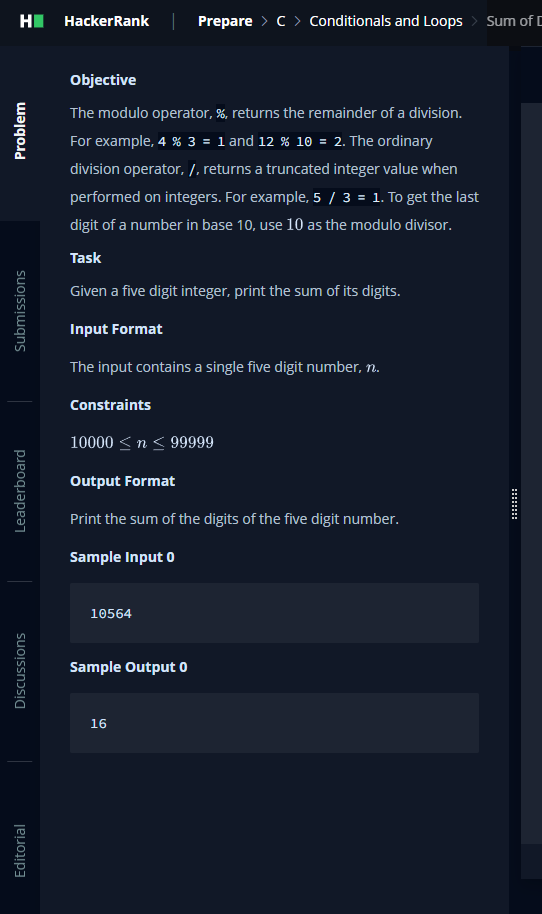 HackerRank | Prepare > C > Conditionals and Loops > Sum of D
Problem
Submissions
Leaderboard
Discussions
Editorial
Objective
The modulo operator, %, returns the remainder of a division.
For example, 4 % 3 = 1 and 12 % 10 = 2. The ordinary
division operator, /, returns a truncated integer value when
performed on integers. For example, 5 / 3 = 1. To get the last
digit of a number in base 10, use 10 as the modulo divisor.
Task
Given a five digit integer, print the sum of its digits.
Input Format
The input contains a single five digit number, n.
Constraints
10000 ≤ n ≤ 99999
Output Format
Print the sum of the digits of the five digit number.
Sample Input 0
10564
Sample Output 0
16